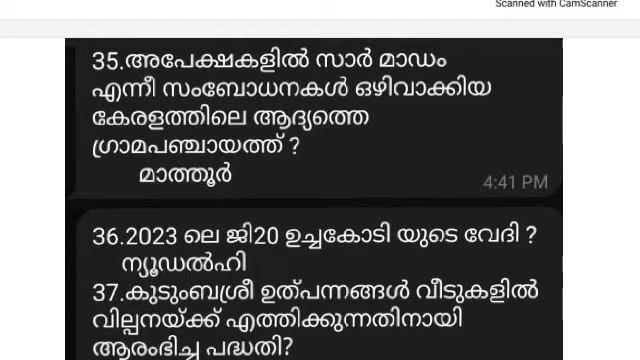 Scanned with CamScanner
35.അപേക്ഷകളിൽ സാർ മാഡം
എന്നീ സംബോധനകൾ ഒഴിവാക്കിയ
കേരളത്തിലെ ആദ്യത്തെ
ഗ്രാമപഞ്ചായത്ത് ?
മാത്തൂർ
4:41 PM
36.2023 ലെ ജി20 ഉച്ചകോടി യുടെ വേദി ?
ന്യൂഡൽഹി
37.കുടുംബശ്രീ ഉത്പന്നങ്ങൾ വീടുകളിൽ
വില്പനയ്ക്ക് എത്തിക്കുന്നതിനായി
ആരംഭിച്ച പദ്ധതി?